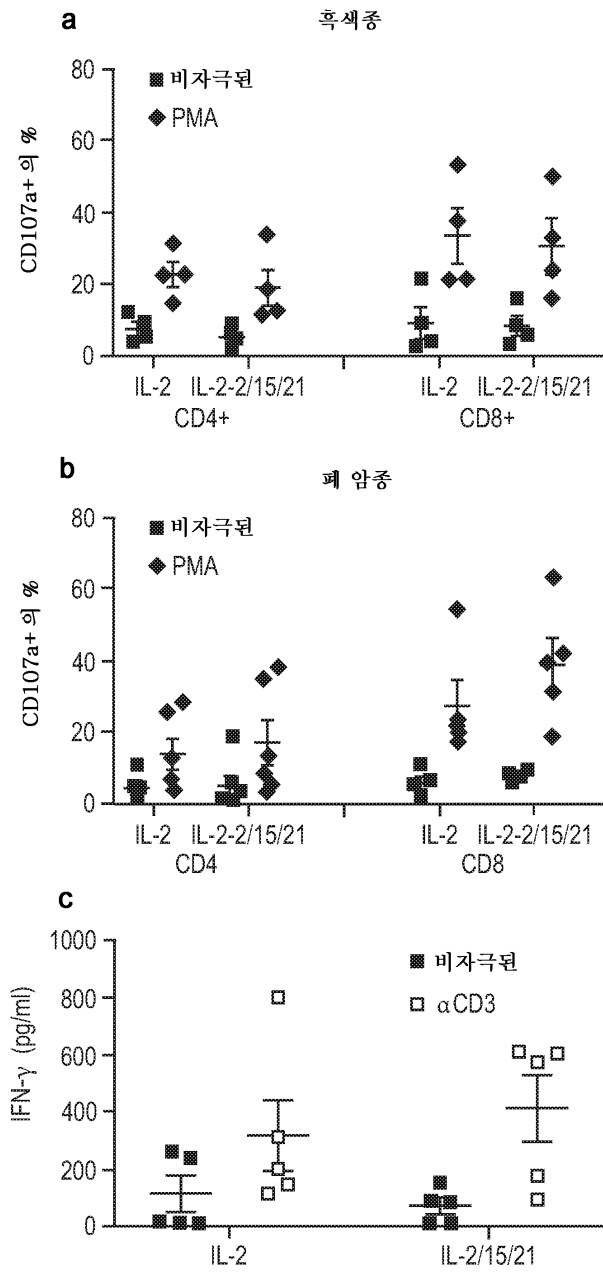 a
흑색종
CD107a+ 의 %
80
60
40
20
0
비자극된
PMA
IL-2 IL-2-2/15/21 IL-2 IL-2-2/15/21
CD4+ CD8+
b
폐 암종
CD107a+ 의 %
80
60
40
20
0
비자극된
PMA
IL-2 IL-2-2/15/21 IL-2 IL-2-2/15/21
CD4 CD8
c
IFN-γ (pg/ml)
1000
800
600
400
200
0
비자극된
αCD3
IL-2 IL-2/15/21